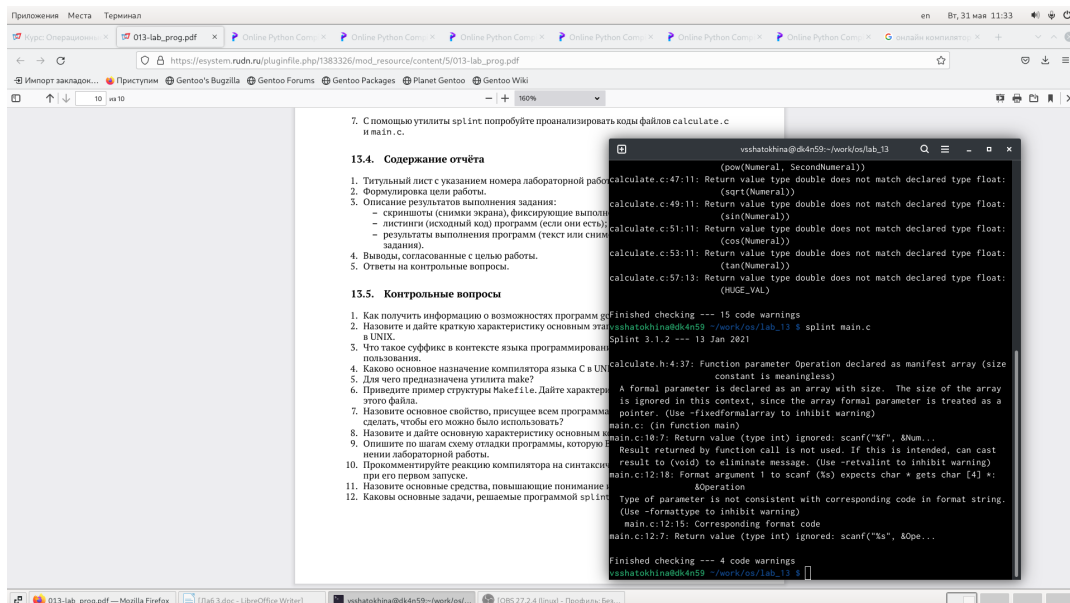 Приложения Места Терминал
en Вт, 31 мая 11:33
Курс: Операционн
013-lab_prog.pdf
Online Python Comp
Online Python Comp
Online Python Comp
Online Python Comp
Online Python Comp
Online Python Comp
онлайн компилятор
https://esystem.rudn.ru/pluginfile.php/1383326/mod_resource/content/5/013-lab_prog.pdf
Импорт закладок... Приступим Gentoo's Bugzilla Gentoo Forums Gentoo Packages Planet Gentoo Gentoo Wiki
10 из 10
160%
7. С помощью утилиты splint попробуйте проанализировать коды файлов calculate.c
и main.c.
13.4. Содержание отчёта
1. Титульный лист с указанием номера лабораторной
2. Формулировка цели работы.
3. Описание результатов выполнения задания:
– скриншоты (снимки экрана), фиксирующие
– листинги (исходный код) программ (если они есть);
– результаты выполнения программ (текст или
задания).
4. Выводы, согласованные с целью работы.
5. Ответы на контрольные вопросы.
13.5. Контрольные вопросы
1. Как получить информацию о возможностях программ
2. Назовите и дайте краткую характеристику основным
в UNIX.
3. Что такое суффикс в контексте языка
пользования.
4. Каково основное назначение компилятора языка C в
5. Для чего предназначена утилита make?
6. Приведите пример структуры Makefile. Дайте
этого файла.
7. Назовите основное свойство, присущее всем
сделать, чтобы его можно было использовать?
8. Назовите и дайте основную характеристику основным
9. Опишите по шагам схему отладки программы, которую
нении лабораторной работы.
10. Прокомментируйте реакцию компилятора на
при его первом запуске.
11. Назовите основные средства, повышающие понимание
12. Каковы основные задачи, решаемые программой splint
vsshatokhina@dk4n59:~/work/os/lab_13
(pow(Numeral, SecondNumeral))
calculate.c:47:11: Return value type double does not match declared type float:
(sqrt(Numeral))
calculate.c:49:11: Return value type double does not match declared type float:
(sin(Numeral))
calculate.c:51:11: Return value type double does not match declared type float:
(cos(Numeral))
calculate.c:53:11: Return value type double does not match declared type float:
(tan(Numeral))
calculate.c:57:13: Return value type double does not match declared type float:
(HUGE_VAL)
Finished checking --- 15 code warnings
vsshatokhina@dk4n59 ~/work/os/lab_13 $ splint main.c
Splint 3.1.2 --- 13 Jan 2021
calculate.h:4:37: Function parameter Operation declared as manifest array (size
constant is meaningless)
A formal parameter is declared as an array with size. The size of the array
is ignored in this context, since the array formal parameter is treated as a
pointer. (Use -fixedformalarray to inhibit warning)
main.c: (in function main)
main.c:10:7: Return value (type int) ignored: scanf("%f", &Num...
Result returned by function call is not used. If this is intended, can cast
result to (void) to eliminate message. (Use -retvalint to inhibit warning)
main.c:12:18: Format argument 1 to scanf (%s) expects char * gets char [4] *:
&Operation
Type of parameter is not consistent with corresponding code in format string.
(Use -formattype to inhibit warning)
main.c:12:15: Corresponding format code
main.c:12:7: Return value (type int) ignored: scanf("%s", &Ope...
Finished checking --- 4 code warnings
vsshatokhina@dk4n59 ~/work/os/lab_13 $
013-lab_prog.pdf — Mozilla Firefox
[Лаб 3.doc - LibreOffice Writer]
vsshatokhina@dk4n59:~/work/os/...
[OBS 27.2.4 (linux) - Профиль: Без...